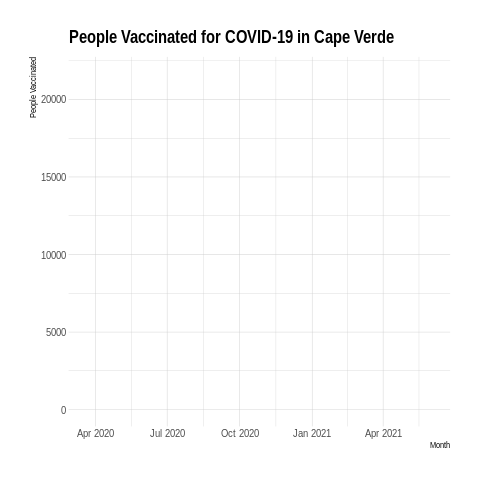 People Vaccinated for COVID-19 in Cape Verde
People Vaccinated
20000
15000
10000
5000
0
Apr 2020 Jul 2020 Oct 2020 Jan 2021 Apr 2021
Month